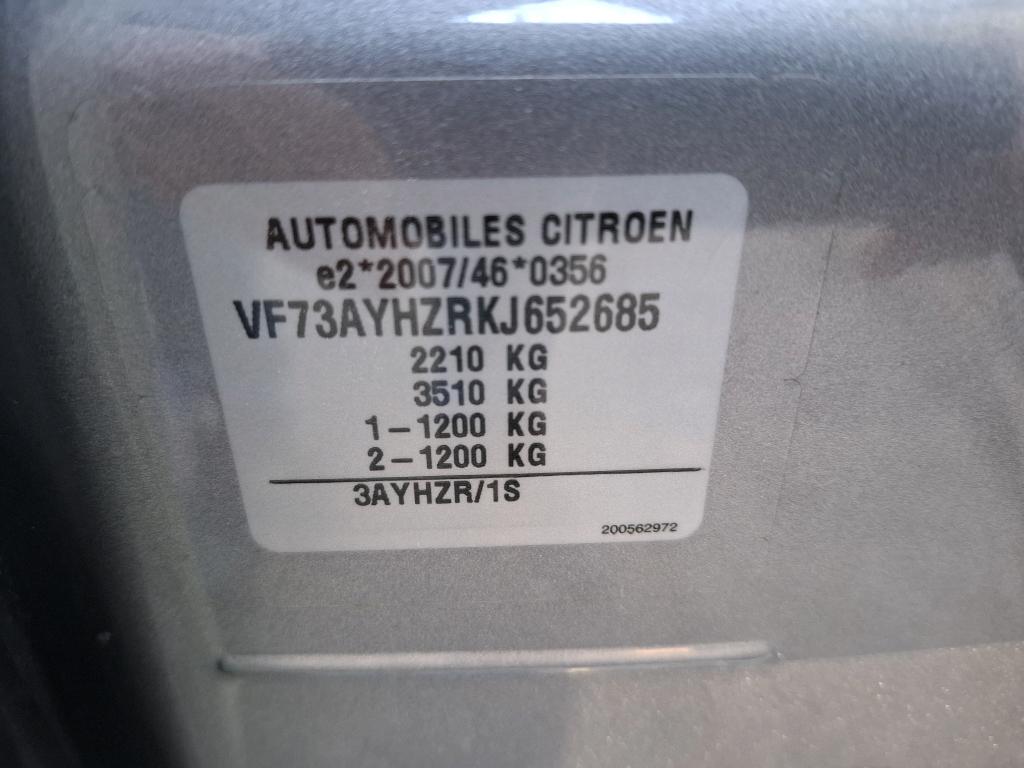 AUTOMOBILES CITROEN
e2*2007/46*0356
VF73AYHZRKJ652685
2210 KG
3510 KG
1-1200 KG
2-1200 KG
3AYHZR/1S
200562972